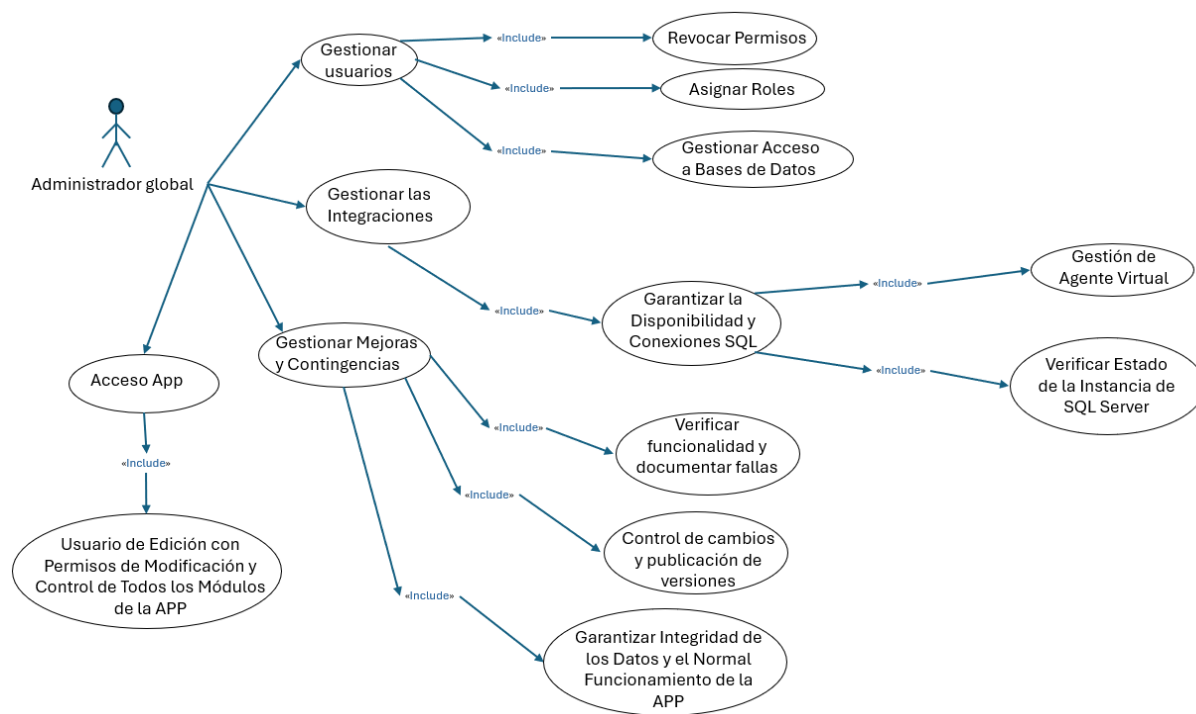 Gestionar
usuarios
«Include»
Revocar Permisos
«Include»
Asignar Roles
«Include»
Gestionar Acceso
a Bases de Datos
Administrador global
Gestionar las
Integraciones
«Include»
Garantizar la
Disponibilidad y
Conexiones SQL
«Include»
Gestión de
Agente Virtual
«Include»
Verificar Estado
de la Instancia de
SQL Server
Gestionar Mejoras
y Contingencias
«Include»
Verificar
funcionalidad y
documentar fallas
«Include»
Control de cambios
y publicación de
versiones
«Include»
Garantizar Integridad de
los Datos y el Normal
Funcionamiento de la
APP
Acceso App
«Include»
Usuario de Edición con
Permisos de Modificación y
Control de Todos los Módulos
de la APP